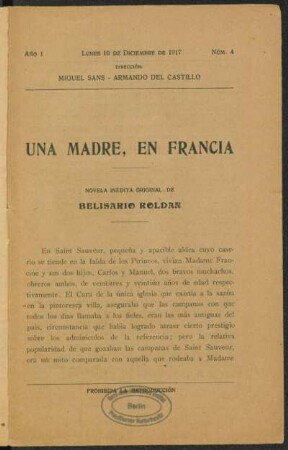 AÑO I LUNES 10 DE DICIEMBRE DE 1917 NÚM. 4
DIRECCIÓN:
MIGUEL SANS - ARMANDO DEL CASTILLO
UNA MADRE, EN FRANCIA
NOVELA INÉDITA ORIGINAL DE
BELISARIO ROLDAN
En Saint Sauveur, pequeña y apacible aldea cuyo case-
río se tiende en la falda de los Pirineos, vivían Madame Fran-
cine y sus dos hijos, Carlos y Manuel, dos bravos muchachos,
obreros ambos, de veintitres y veintiun años de edad respec-
tivamente. El Cura de la única iglesia que existía a la sazón
en la pintoresca villa, aseguraba que las campanas con que
todos los días llamaba a los fieles, eran las más antiguas del
país, circunstancia que había logrado atraer cierto prestigio
sobre los adminículos de la referencia; pero la relativa
popularidad de que gozaban las campanas de Saint Sauveur,
era un mito comparada con aquella que rodeaba a Madame
PROHIBIDA LA REPRODUCCIÓN
Berlin